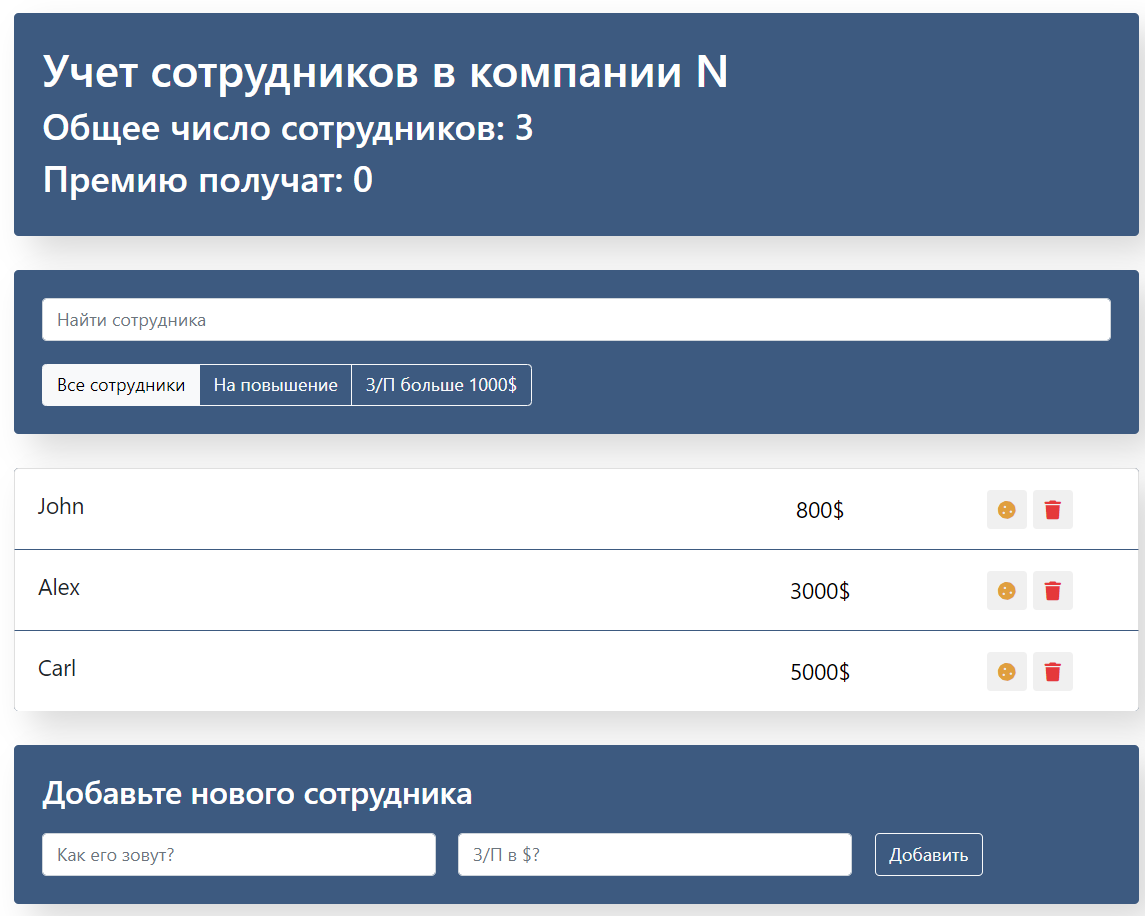 Учет сотрудников в компании N
Общее число сотрудников: 3
Премию получат: 0
Найти сотрудника
Все сотрудники На повышение З/П больше 1000$
John 800$
Alex 3000$
Carl 5000$
Добавьте нового сотрудника
Как его зовут? З/П в $? Добавить